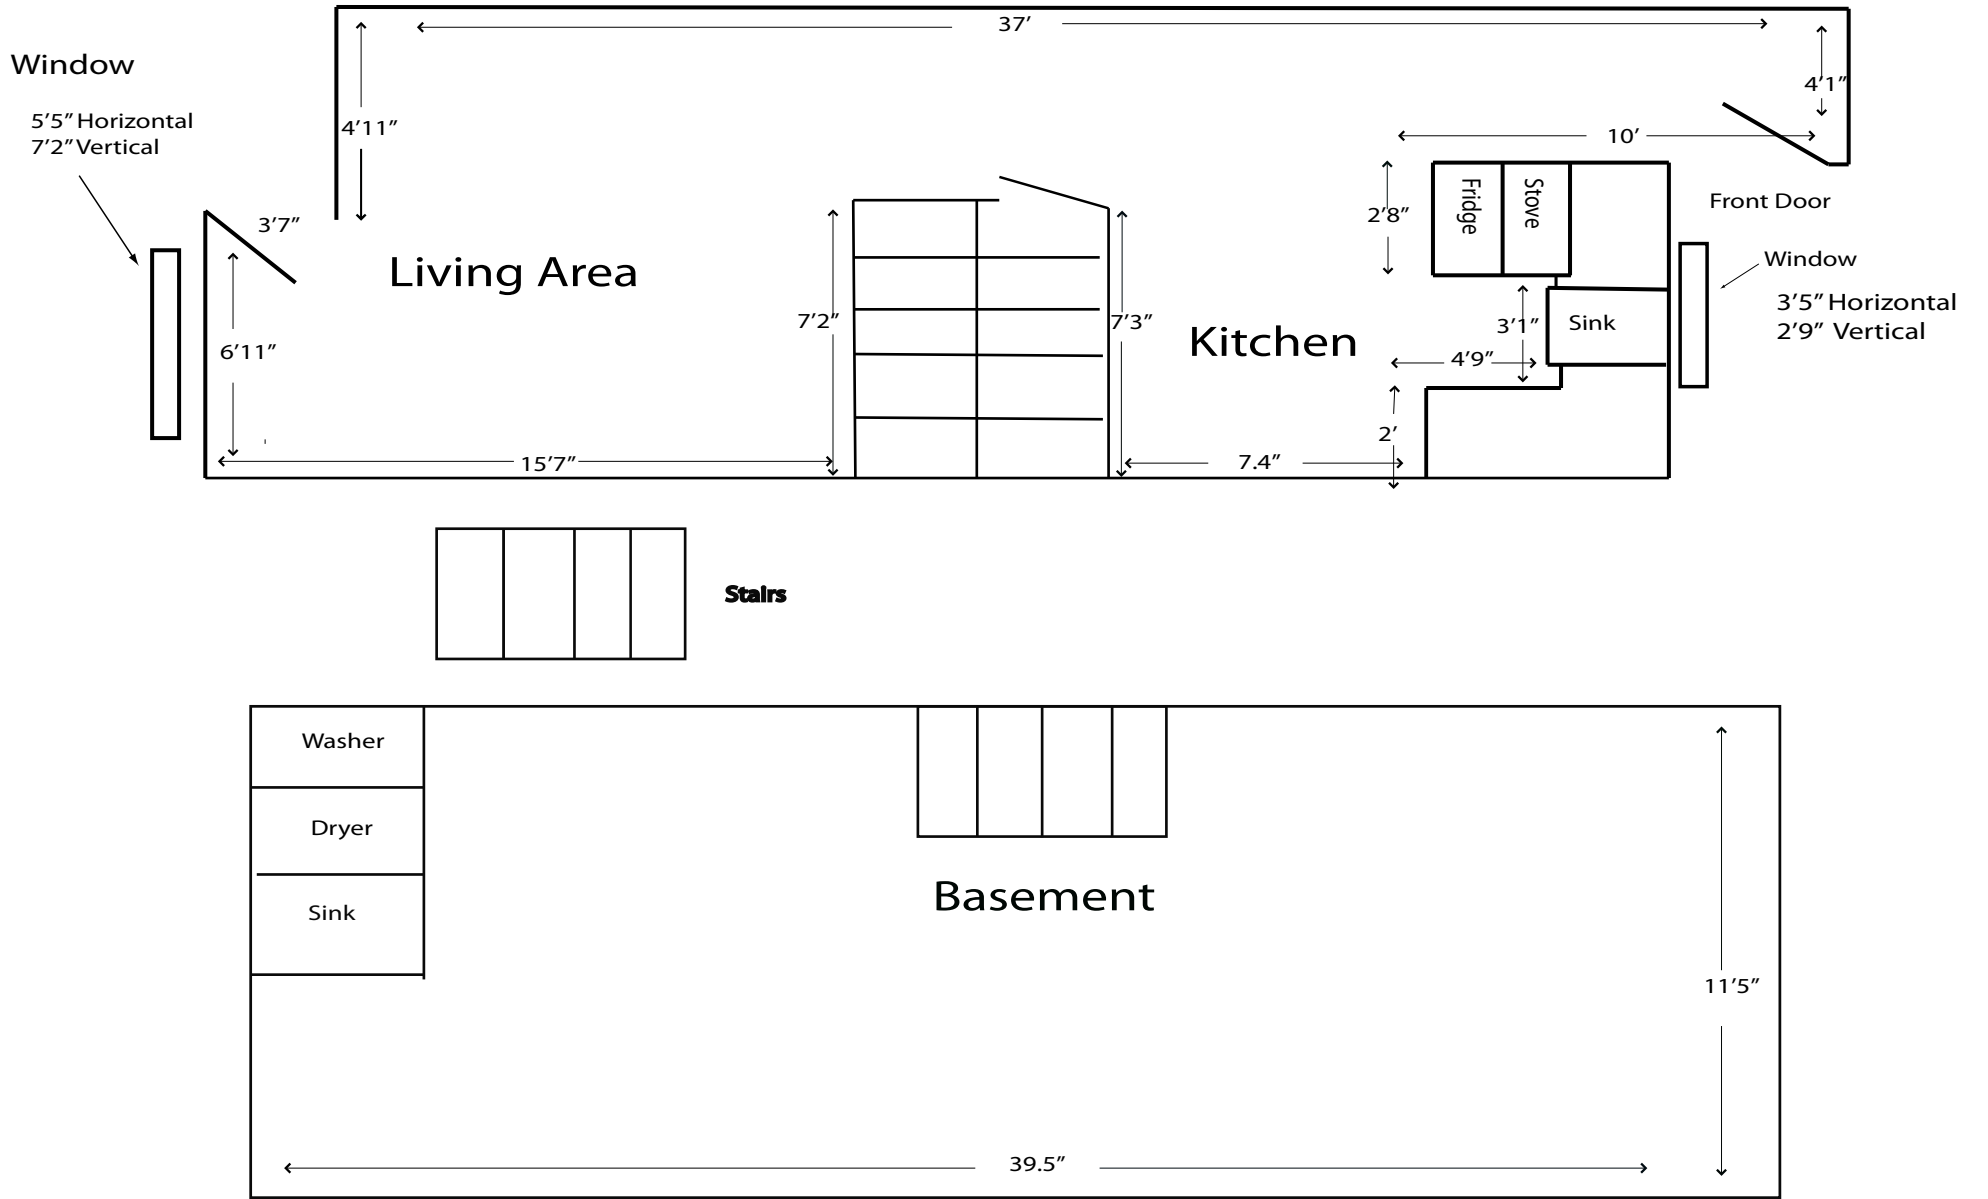 37'
Window
4'1"
5'5" Horizontal
7'2" Vertical
4'11"
10'
Fridge
Stove
Front Door
2'8"
3'7"
Living Area
Window
3'5" Horizontal
2'9" Vertical
7'2"
7'3"
Kitchen
3'1"
Sink
6'11"
4'9"
2'
15'7"
7.4"
Stairs
Washer
Dryer
Sink
Basement
11'5"
39.5"